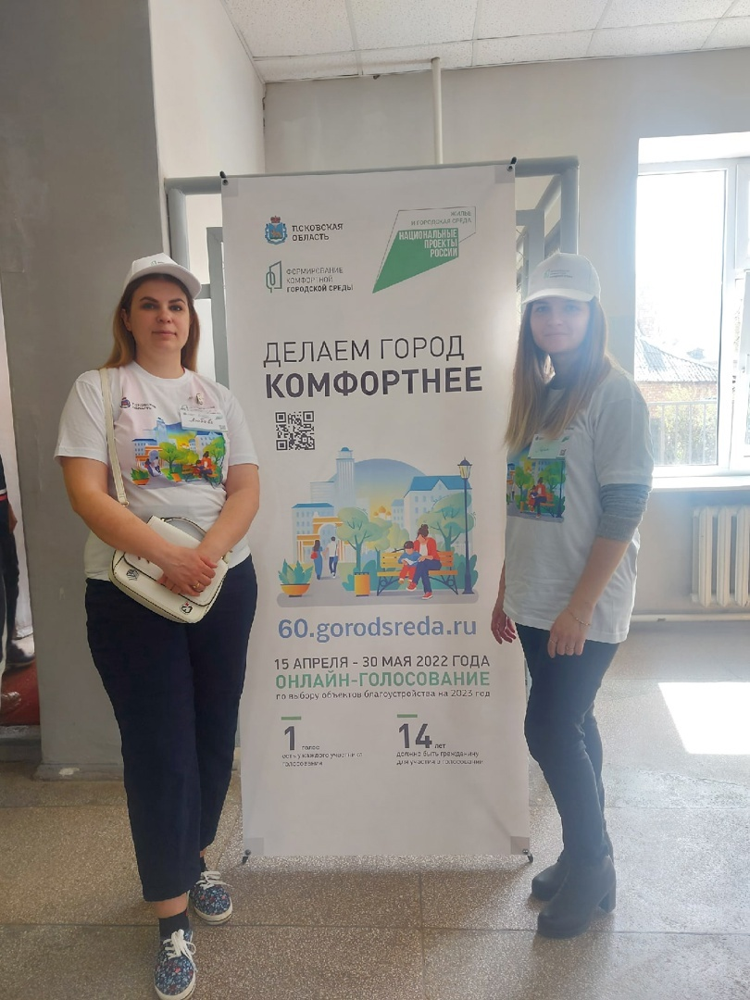 ПСКОВСКАЯ
ОБЛАСТЬ
ЖИЛЬЕ
И ГОРОДСКАЯ СРЕДА
НАЦИОНАЛЬНЫЕ
ПРОЕКТЫ
РОССИИ
ФОРМИРОВАНИЕ
КОМФОРТНОЙ
ГОРОДСКОЙ СРЕДЫ
ДЕЛАЕМ ГОРОД
КОМФОРТНЕЕ
60.gorodsreda.ru
15 АПРЕЛЯ - 30 МАЯ 2022 ГОДА
ОНЛАЙН-ГОЛОСОВАНИЕ
по выбору объектов благоустройства на 2023 год
1 голос
есть у каждого участника
голосования
14 лет
должно быть гражданину
для участия в голосовании
ПСКОВСКАЯ
ОБЛАСТЬ